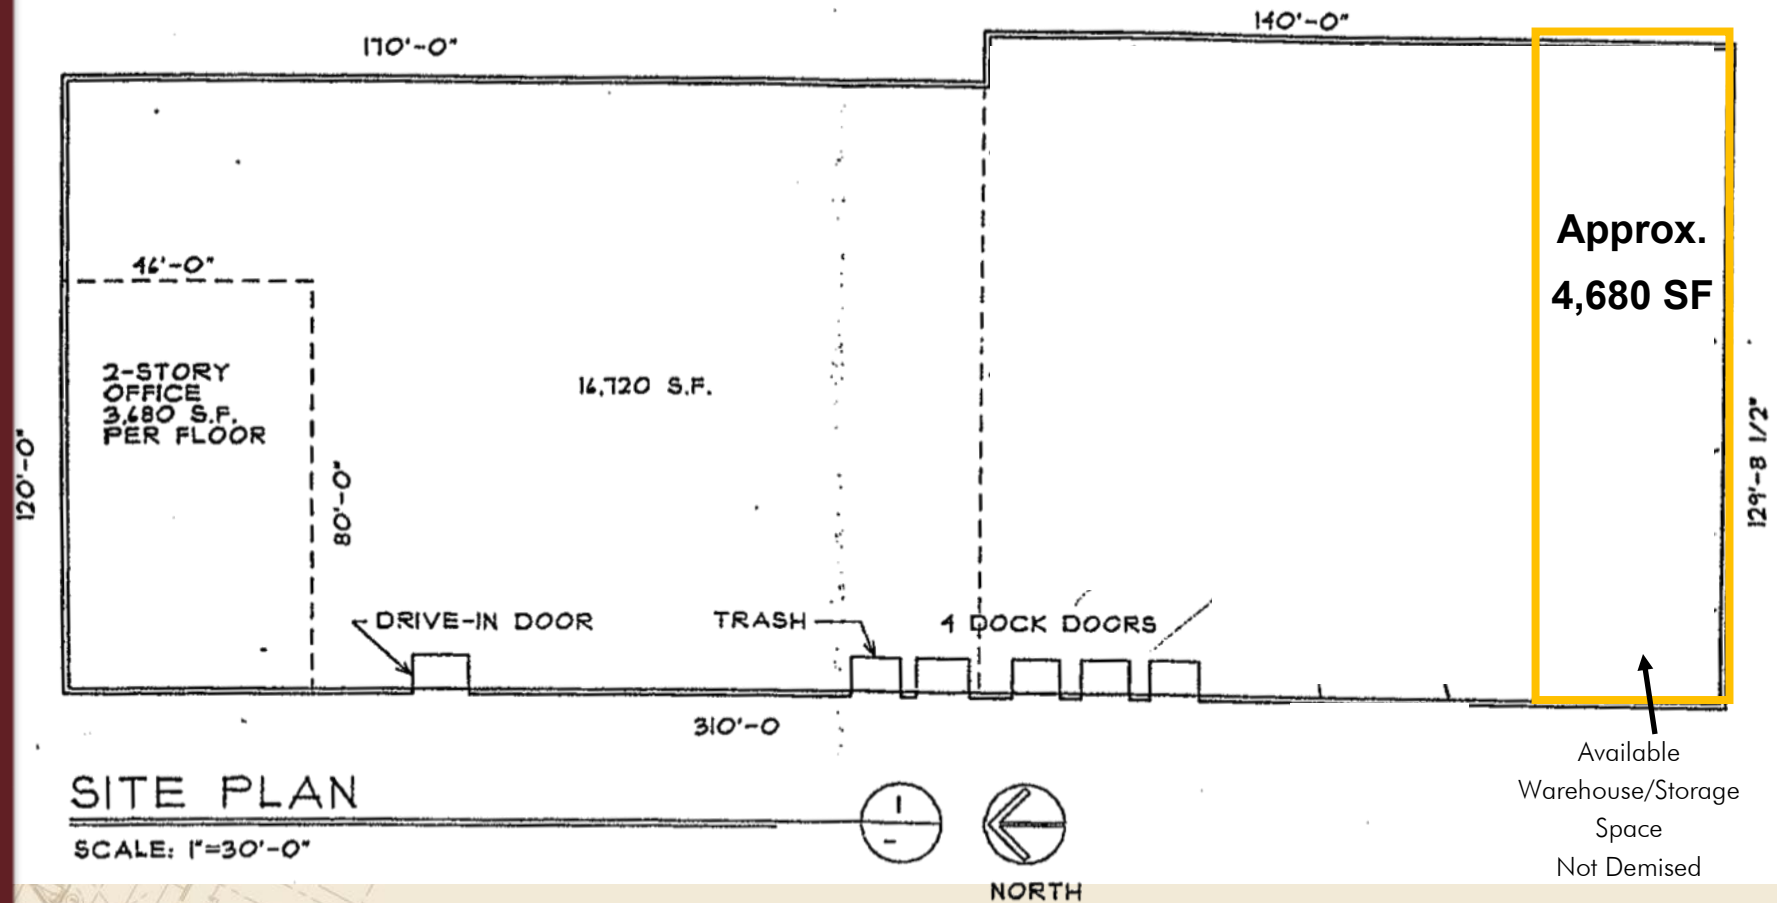 170'-0"
140'-0"
46'-0"
2-STORY
OFFICE
3,680 S.F.
PER FLOOR
120'-0"
80'-0"
16,720 S.F.
Approx.
4,680 SF
129'-8 1/2"
DRIVE-IN DOOR
TRASH
4 DOCK DOORS
310'-0
SITE PLAN
SCALE: 1"=30'-0"
1
-
NORTH
Available
Warehouse/Storage
Space
Not Demised